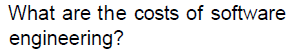 What are the costs of software
engineering?